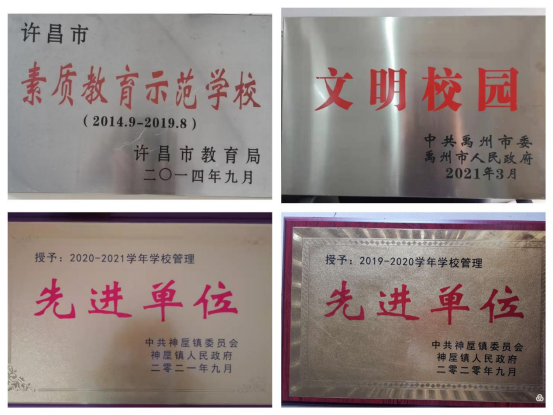 许昌市
素质教育示范学校
(2014.9-2019.8)
许昌市教育局
二〇一四年九月
文明校园
中共禹州市委
禹州市人民政府
2021年3月
授予：2020-2021学年学校管理
先进单位
中共神垕镇委员会
神垕镇人民政府
二零二一年九月
授予：2019-2020学年学校管理
先进单位
中共神垕镇委员会
神垕镇人民政府
二零二零年九月